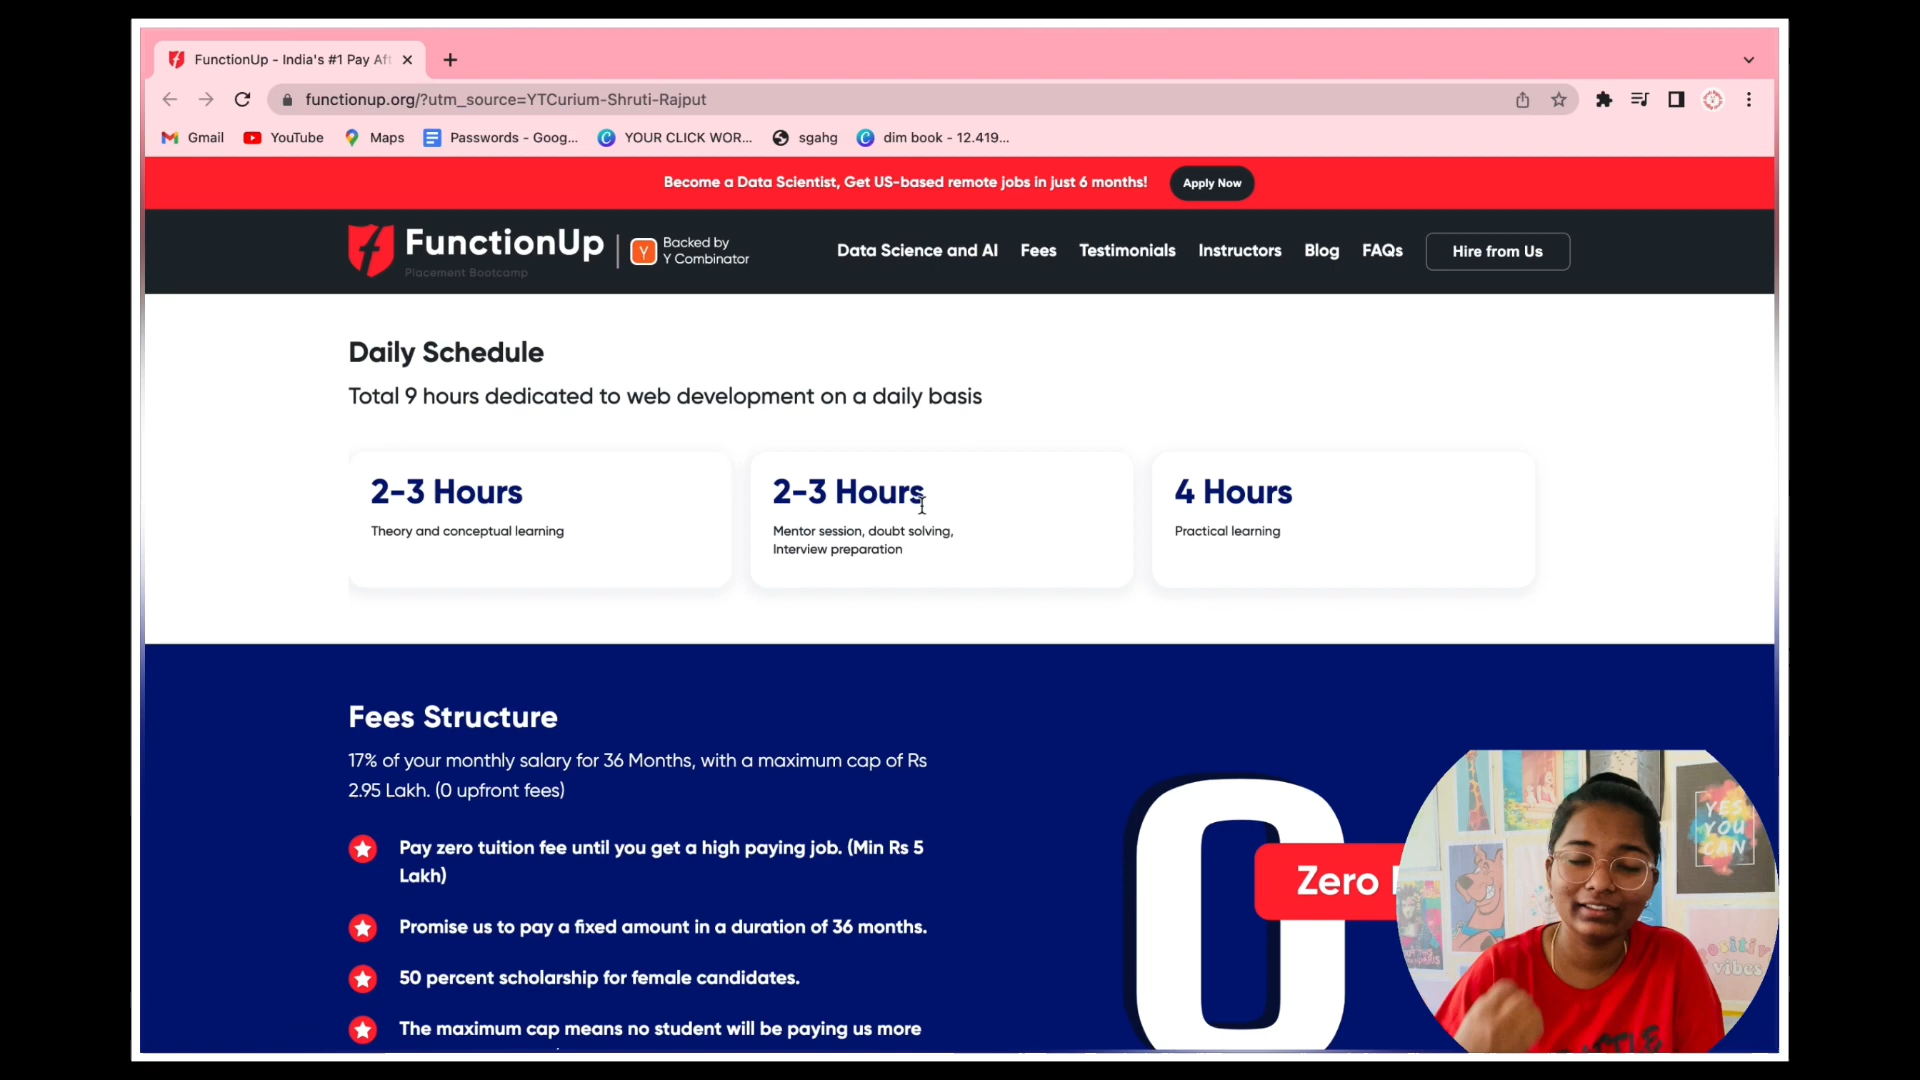 FunctionUp - India's #1 Pay Aft
functionup.org/?utm_source=YTCurium-Shruti-Rajput
Gmail YouTube Maps Passwords - Goog... YOUR CLICK WOR... sgahg dim book - 12.419...
Become a Data Scientist, Get US-based remote jobs in just 6 months! Apply Now
FunctionUp
Placement Bootcamp
Y
Backed by
Y Combinator
Data Science and AI Fees Testimonials Instructors Blog FAQs Hire from Us
Daily Schedule
Total 9 hours dedicated to web development on a daily basis
2-3 Hours
Theory and conceptual learning
2-3 Hours
Mentor session, doubt solving,
Interview preparation
4 Hours
Practical learning
Fees Structure
17% of your monthly salary for 36 Months, with a maximum cap of Rs
2.95 Lakh. (0 upfront fees)
Pay zero tuition fee until you get a high paying job. (Min Rs 5
Lakh)
Promise us to pay a fixed amount in a duration of 36 months.
50 percent scholarship for female candidates.
The maximum cap means no student will be paying us more
0
Zero
YES
YOU
CAN
positiv
vibes